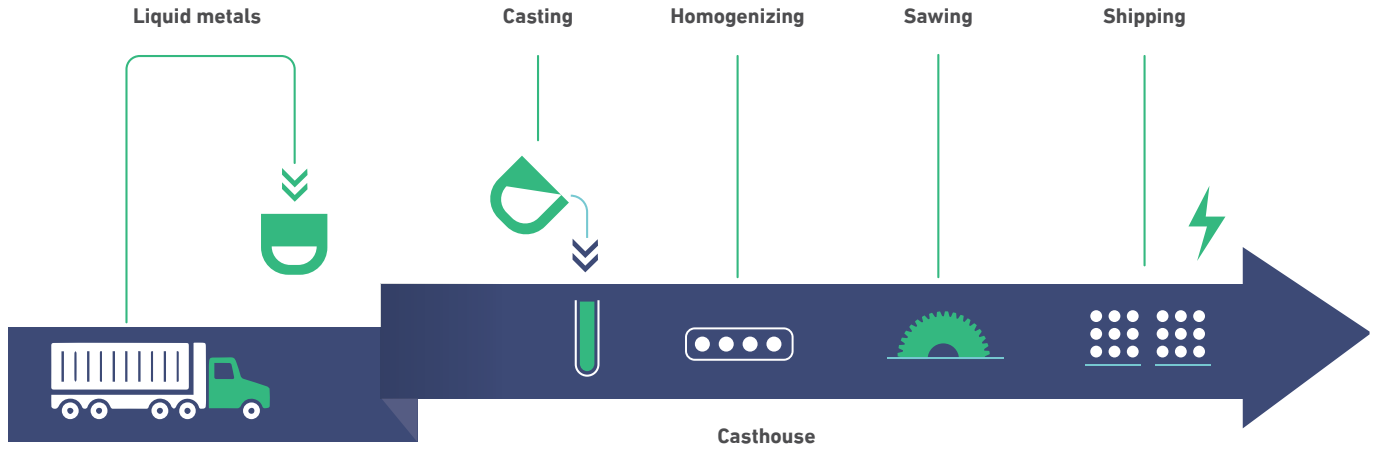 Liquid metals
Casting
Homogenizing
Sawing
Shipping
Casthouse